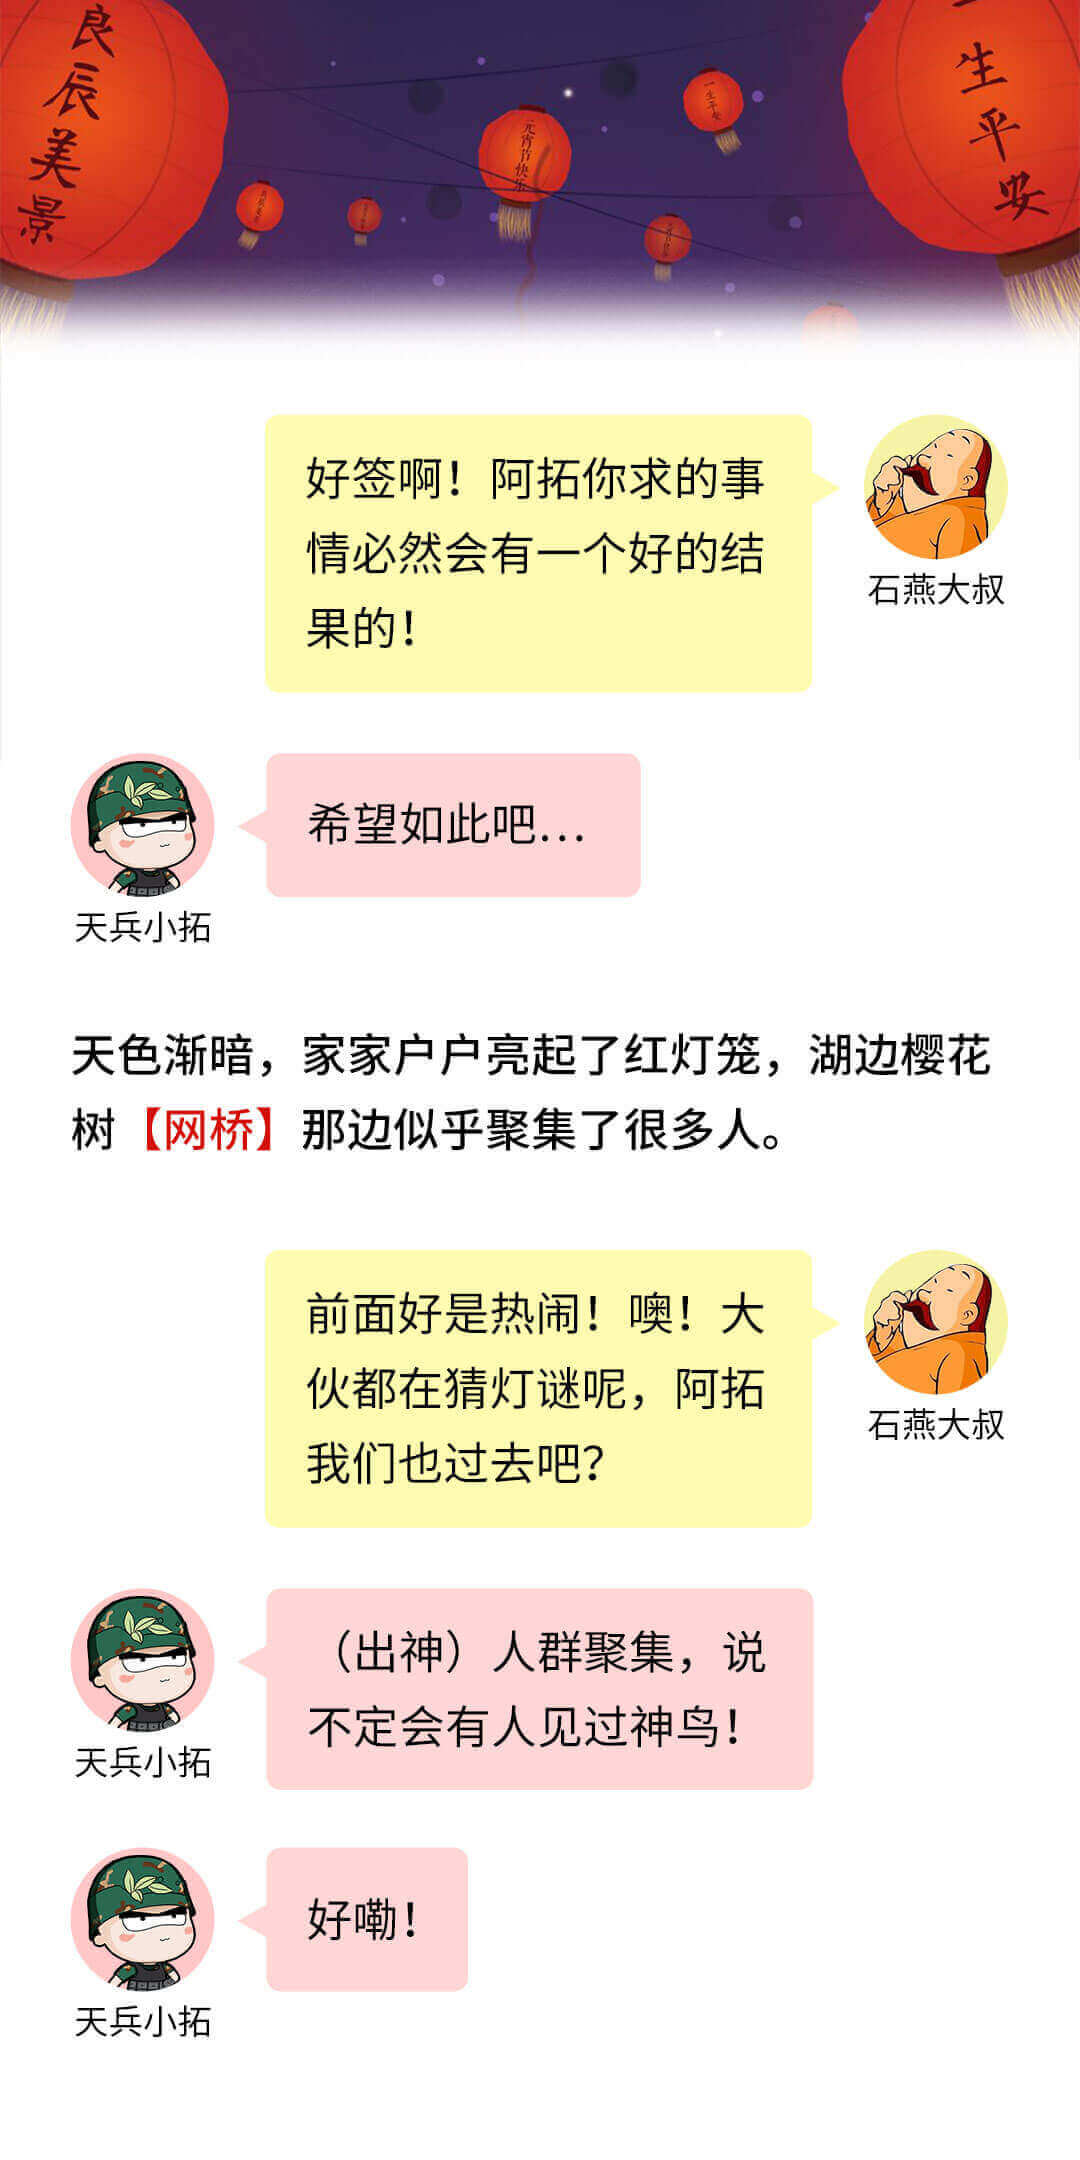 良辰美景
一生平安
一生平安
元宵节快乐
好签啊！阿拓你求的事
情必然会有一个好的结
果的！
石燕大叔
希望如此吧...
天兵小拓
天色渐暗，家家户户亮起了红灯笼，湖边樱花
树【网桥】那边似乎聚集了很多人。
前面好是热闹！噢！大
伙都在猜灯谜呢，阿拓
我们也过去吧？
石燕大叔
（出神）人群聚集，说
不定会有人见过神鸟！
天兵小拓
好嘞！
天兵小拓